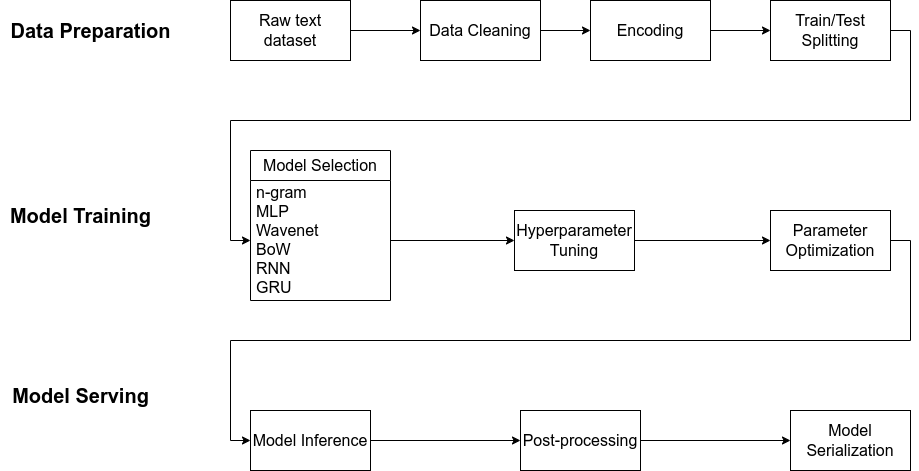 Data Preparation
Raw text
dataset
Data Cleaning
Encoding
Train/Test
Splitting
Model Training
Model Selection
n-gram
MLP
Wavenet
BoW
RNN
GRU
Hyperparameter
Tuning
Parameter
Optimization
Model Serving
Model Inference
Post-processing
Model
Serialization